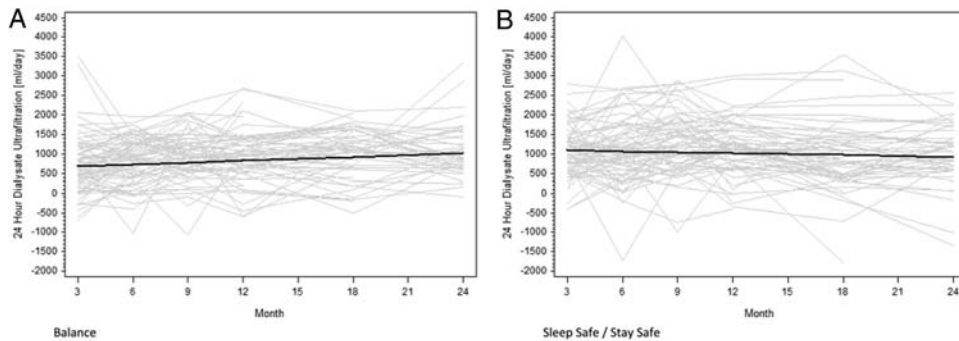 A
24 Hour Dialysate Ultrafiltration [ml/day]
4500
4000
3500
3000
2500
2000
1500
1000
500
0
-500
-1000
-1500
-2000
3 6 9 12 15 18 21 24
Month
Balance
B
24 Hour Dialysate Ultrafiltration [ml/day]
4500
4000
3500
3000
2500
2000
1500
1000
500
0
-500
-1000
-1500
-2000
3 6 9 12 15 18 21 24
Month
Sleep Safe / Stay Safe